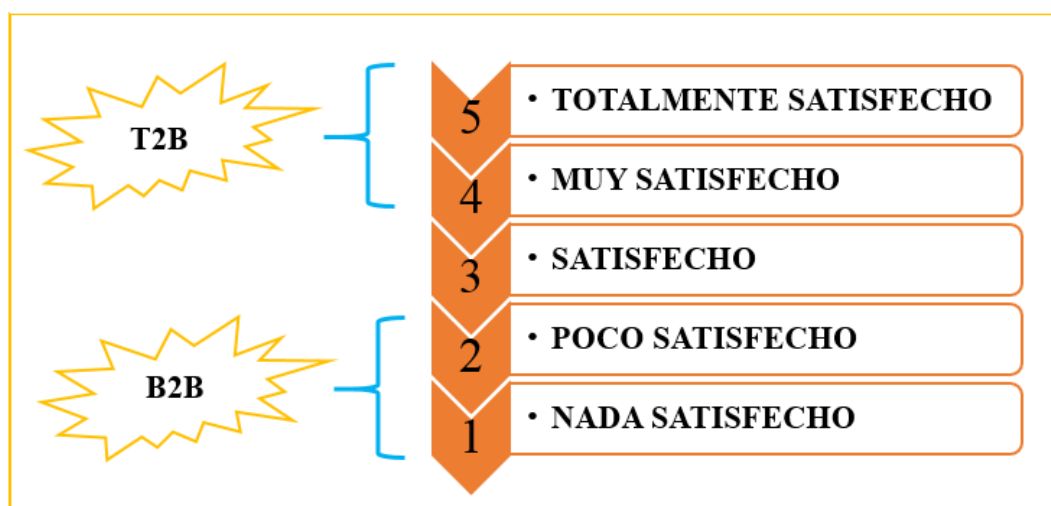 T2B
5
• TOTALMENTE SATISFECHO
4
• MUY SATISFECHO
3
• SATISFECHO
B2B
2
• POCO SATISFECHO
1
• NADA SATISFECHO